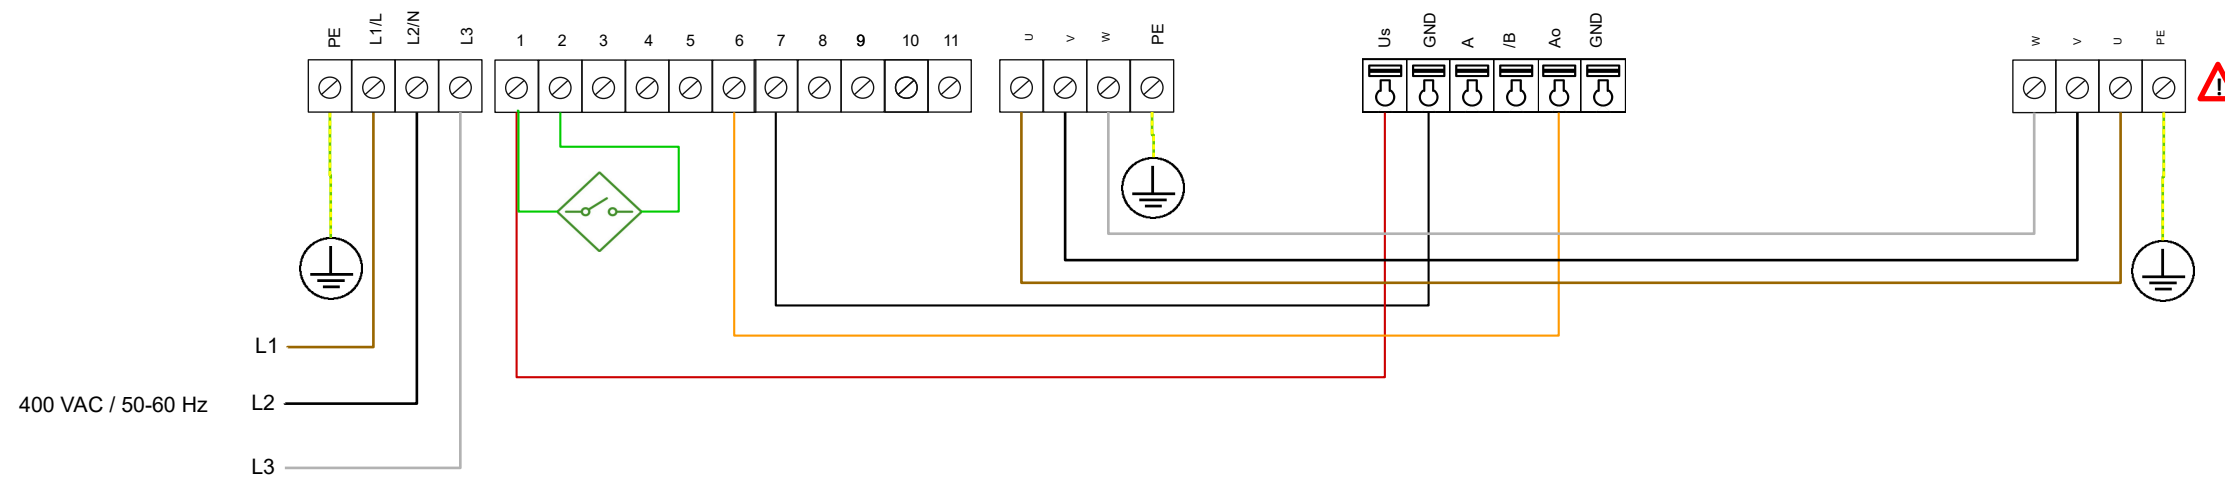 PE L1/L L2/N L3 1 2 3 4 5 6 7 8 9 10 11 U V W PE Us GND A /B Ao GND W V U PE
!
L1
400 VAC / 50-60 Hz L2
L3